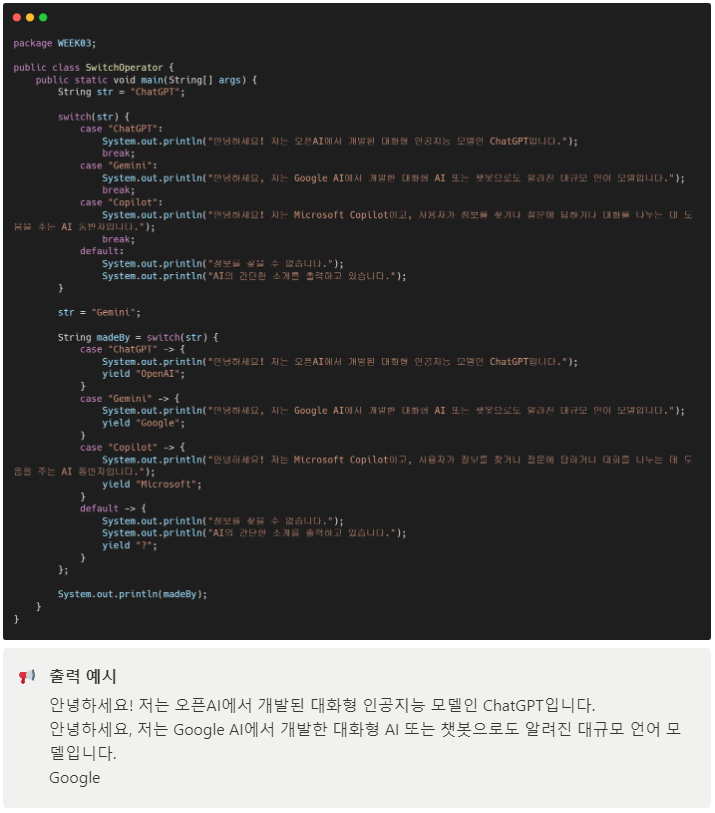 package WEEK03;

public class SwitchOperator {
    public static void main(String[] args) {
        String str = "ChatGPT";

        switch(str) {
            case "ChatGPT":
                System.out.println("안녕하세요! 저는 오픈AI에서 개발된 대화형 인공지능 모델인 ChatGPT입니다.");
                break;
            case "Gemini":
                System.out.println("안녕하세요, 저는 Google AI에서 개발한 대화형 AI 또는 챗봇으로도 알려진 대규모 언어 모델입니다.");
                break;
            case "Copilot":
                System.out.println("안녕하세요! 저는 Microsoft Copilot이고, 사용자가 정보를 찾거나 질문에 답하거나 대화를 나누는 데 도
움을 주는 AI 동반자입니다.");
                break;
            default:
                System.out.println("정보를 찾을 수 없습니다.");
                System.out.println("AI의 간단한 소개를 출력하고 있습니다.");
        }

        str = "Gemini";

        String madeBy = switch(str) {
            case "ChatGPT" -> {
                System.out.println("안녕하세요! 저는 오픈AI에서 개발된 대화형 인공지능 모델인 ChatGPT입니다.");
                yield "OpenAI";
            }
            case "Gemini" -> {
                System.out.println("안녕하세요, 저는 Google AI에서 개발한 대화형 AI 또는 챗봇으로도 알려진 대규모 언어 모델입니다.");
                yield "Google";
            }
            case "Copilot" -> {
                System.out.println("안녕하세요! 저는 Microsoft Copilot이고, 사용자가 정보를 찾거나 질문에 답하거나 대화를 나누는 데 도
움을 주는 AI 동반자입니다.");
                yield "Microsoft";
            }
            default -> {
                System.out.println("정보를 찾을 수 없습니다.");
                System.out.println("AI의 간단한 소개를 출력하고 있습니다.");
                yield "?";
            }
        };

        System.out.println(madeBy);
    }
}
출력 예시
안녕하세요! 저는 오픈AI에서 개발된 대화형 인공지능 모델인 ChatGPT입니다.
안녕하세요, 저는 Google AI에서 개발한 대화형 AI 또는 챗봇으로도 알려진 대규모 언어 모
델입니다.
Google